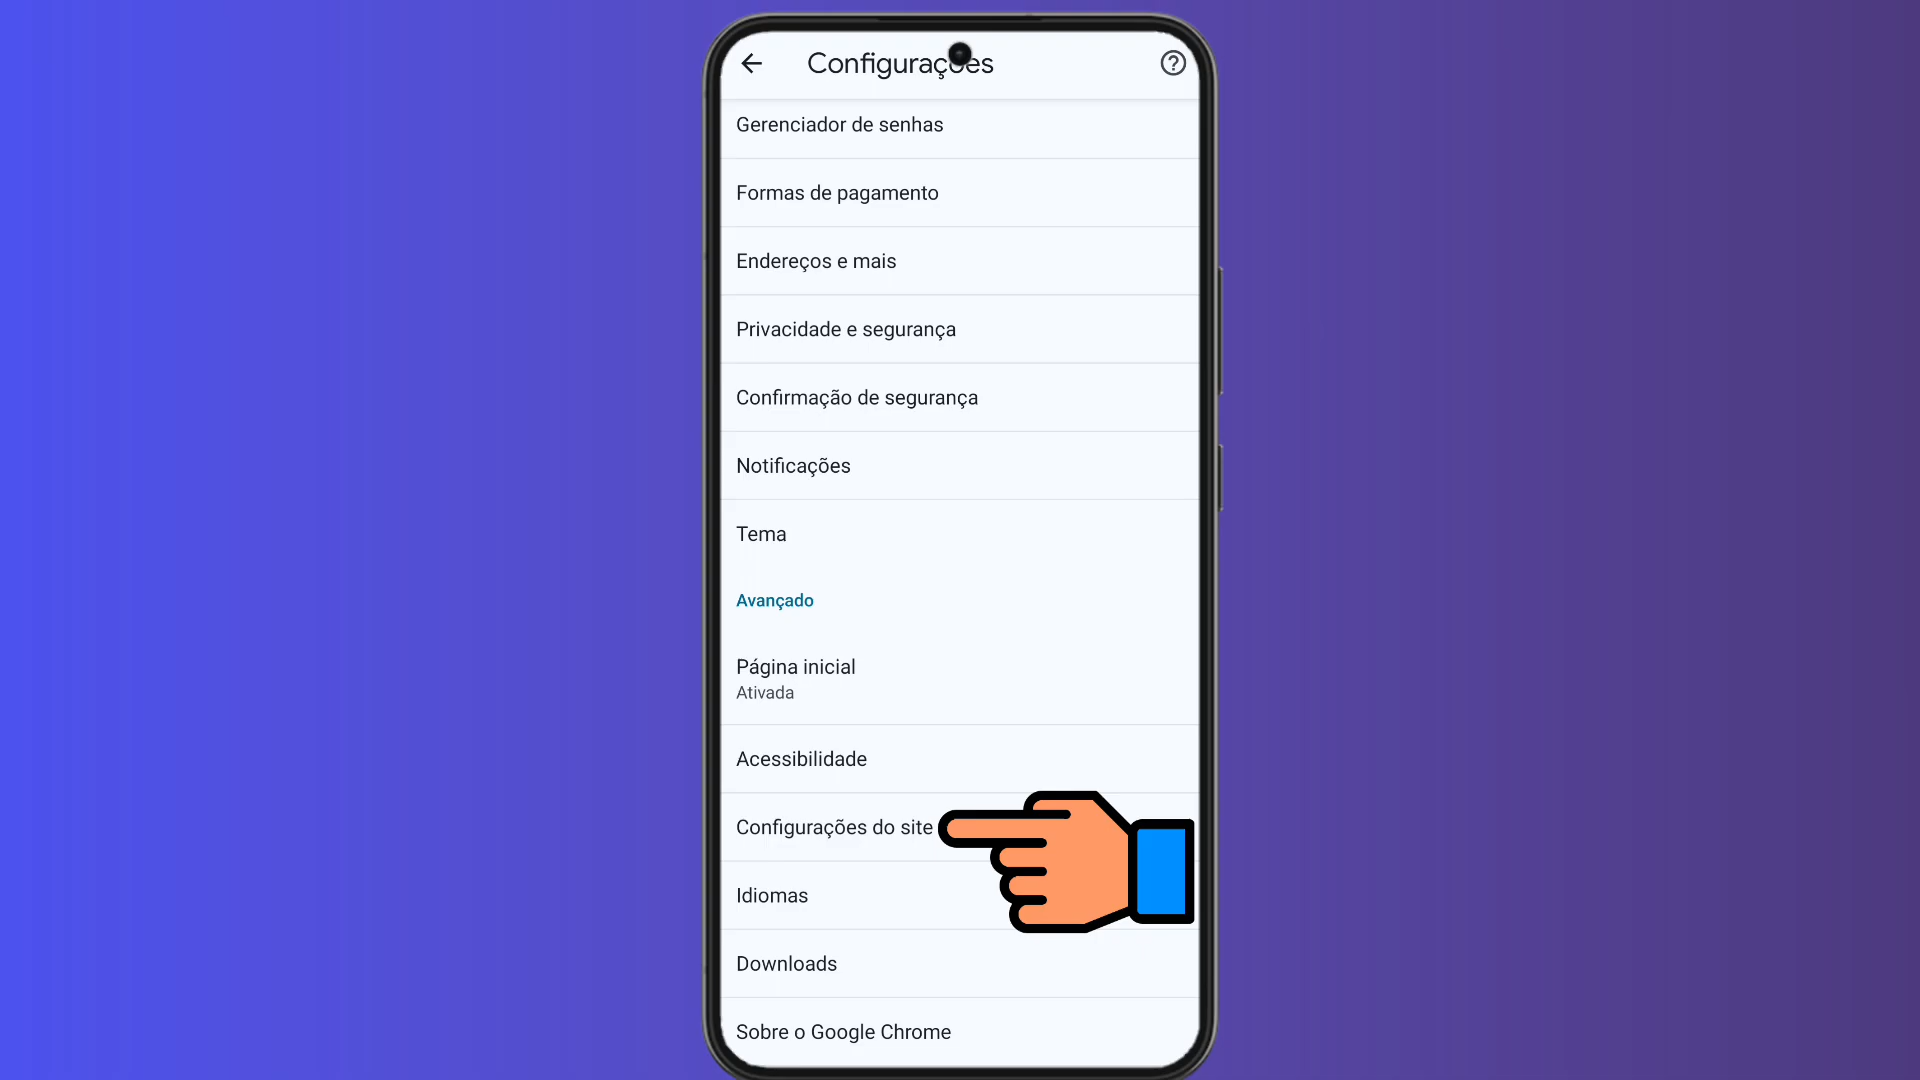 Configurações
Gerenciador de senhas
Formas de pagamento
Endereços e mais
Privacidade e segurança
Confirmação de segurança
Notificações
Tema
Avançado
Página inicial
Ativada
Acessibilidade
Configurações do site
Idiomas
Downloads
Sobre o Google Chrome